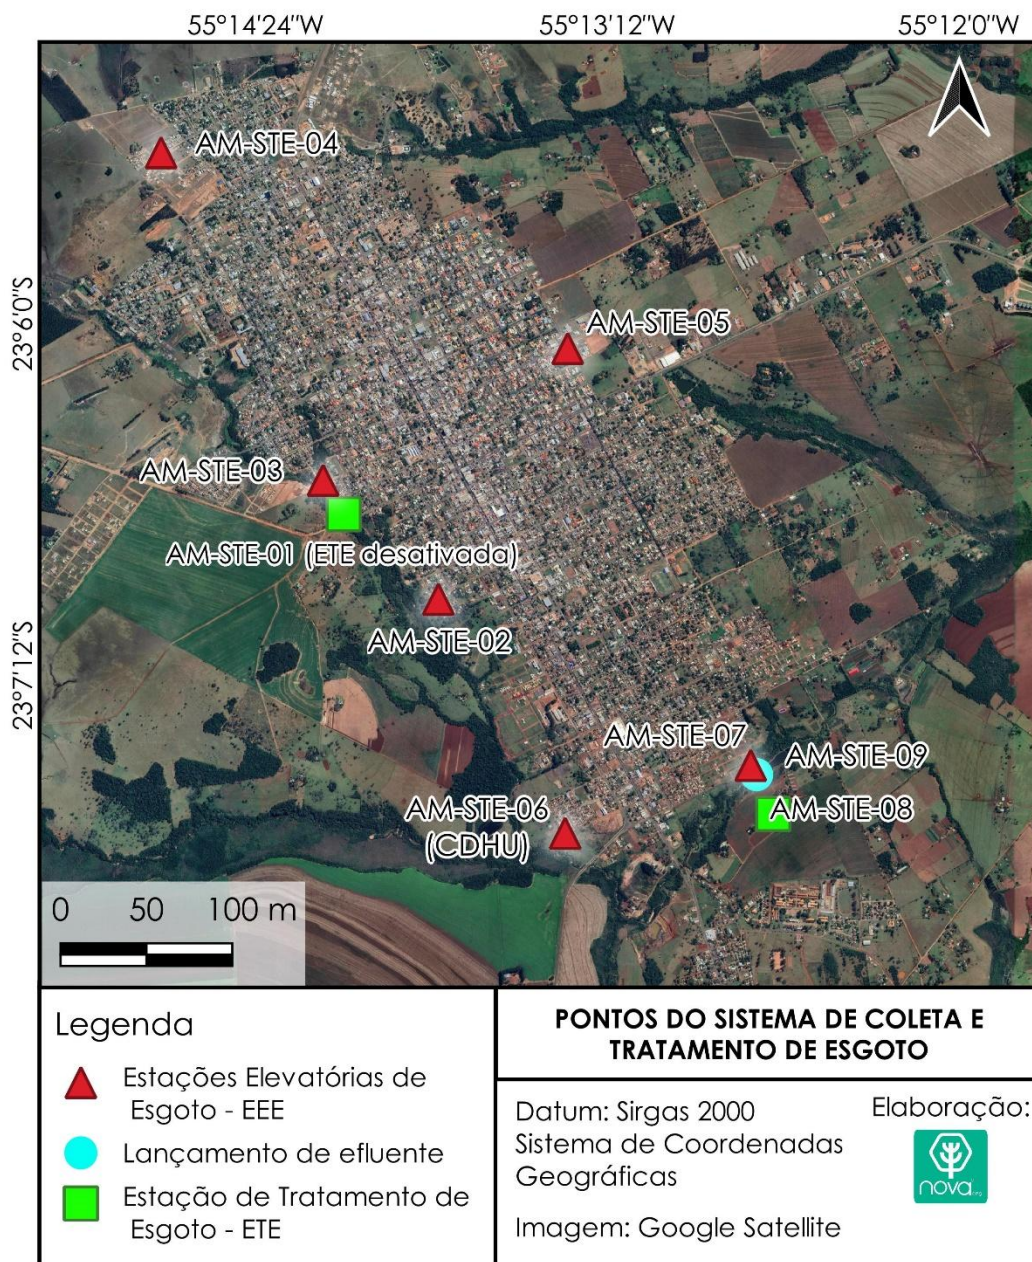 55°14'24"W
55°13'12"W
55°12'0"W
23°6'0"S
23°7'12"S
AM-STE-04
AM-STE-05
AM-STE-03
AM-STE-01 (ETE desativada)
AM-STE-02
AM-STE-07
AM-STE-09
AM-STE-08
AM-STE-06
(CDHU)
0 50 100 m
Legenda
Estações Elevatórias de
Esgoto - EEE
Lançamento de efluente
Estação de Tratamento de
Esgoto - ETE
PONTOS DO SISTEMA DE COLETA E
TRATAMENTO DE ESGOTO
Datum: Sirgas 2000
Sistema de Coordenadas
Geográficas
Imagem: Google Satellite
Elaboração:
nova